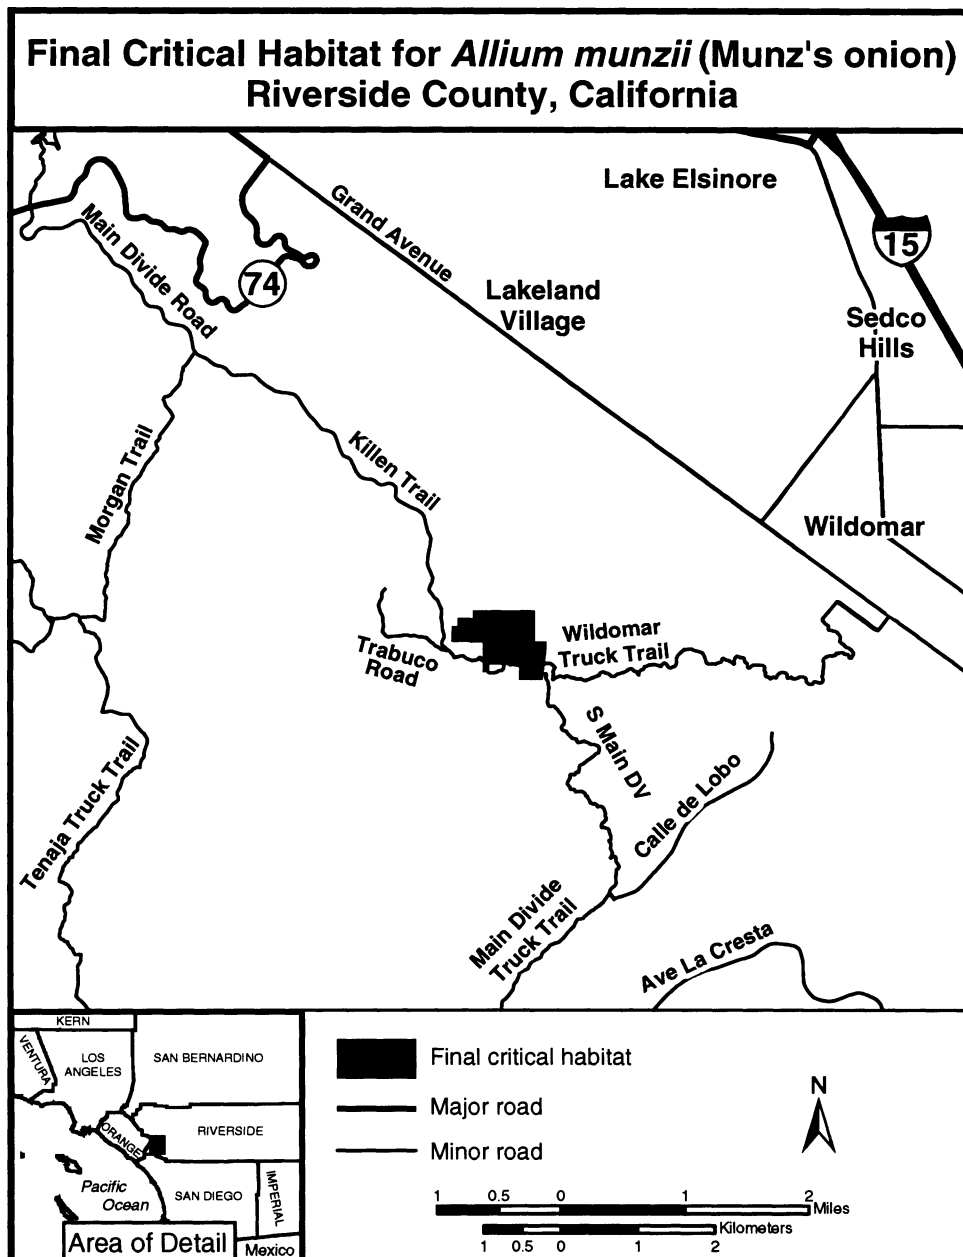 Final Critical Habitat for Allium munzii (Munz's onion)
Riverside County, California
Lake Elsinore
Grand Avenue
15
Main Divide Road
74
Lakeland
Village
Sedco
Hills
Killen Trail
Morgan Trail
Wildomar
Wildomar
Truck Trail
Trabuco
Road
S Main DV
Calle de Lobo
Tenaja Truck Trail
Main Divide
Truck Trail
Ave La Cresta
KERN
VENTURA
LOS
ANGELES
SAN BERNARDINO
ORANGE
RIVERSIDE
Pacific
Ocean
SAN DIEGO
IMPERIAL
Area of Detail
Mexico
Final critical habitat
Major road
Minor road
N
1 0.5 0 1 2
Miles
Kilometers
1 0.5 0 1 2